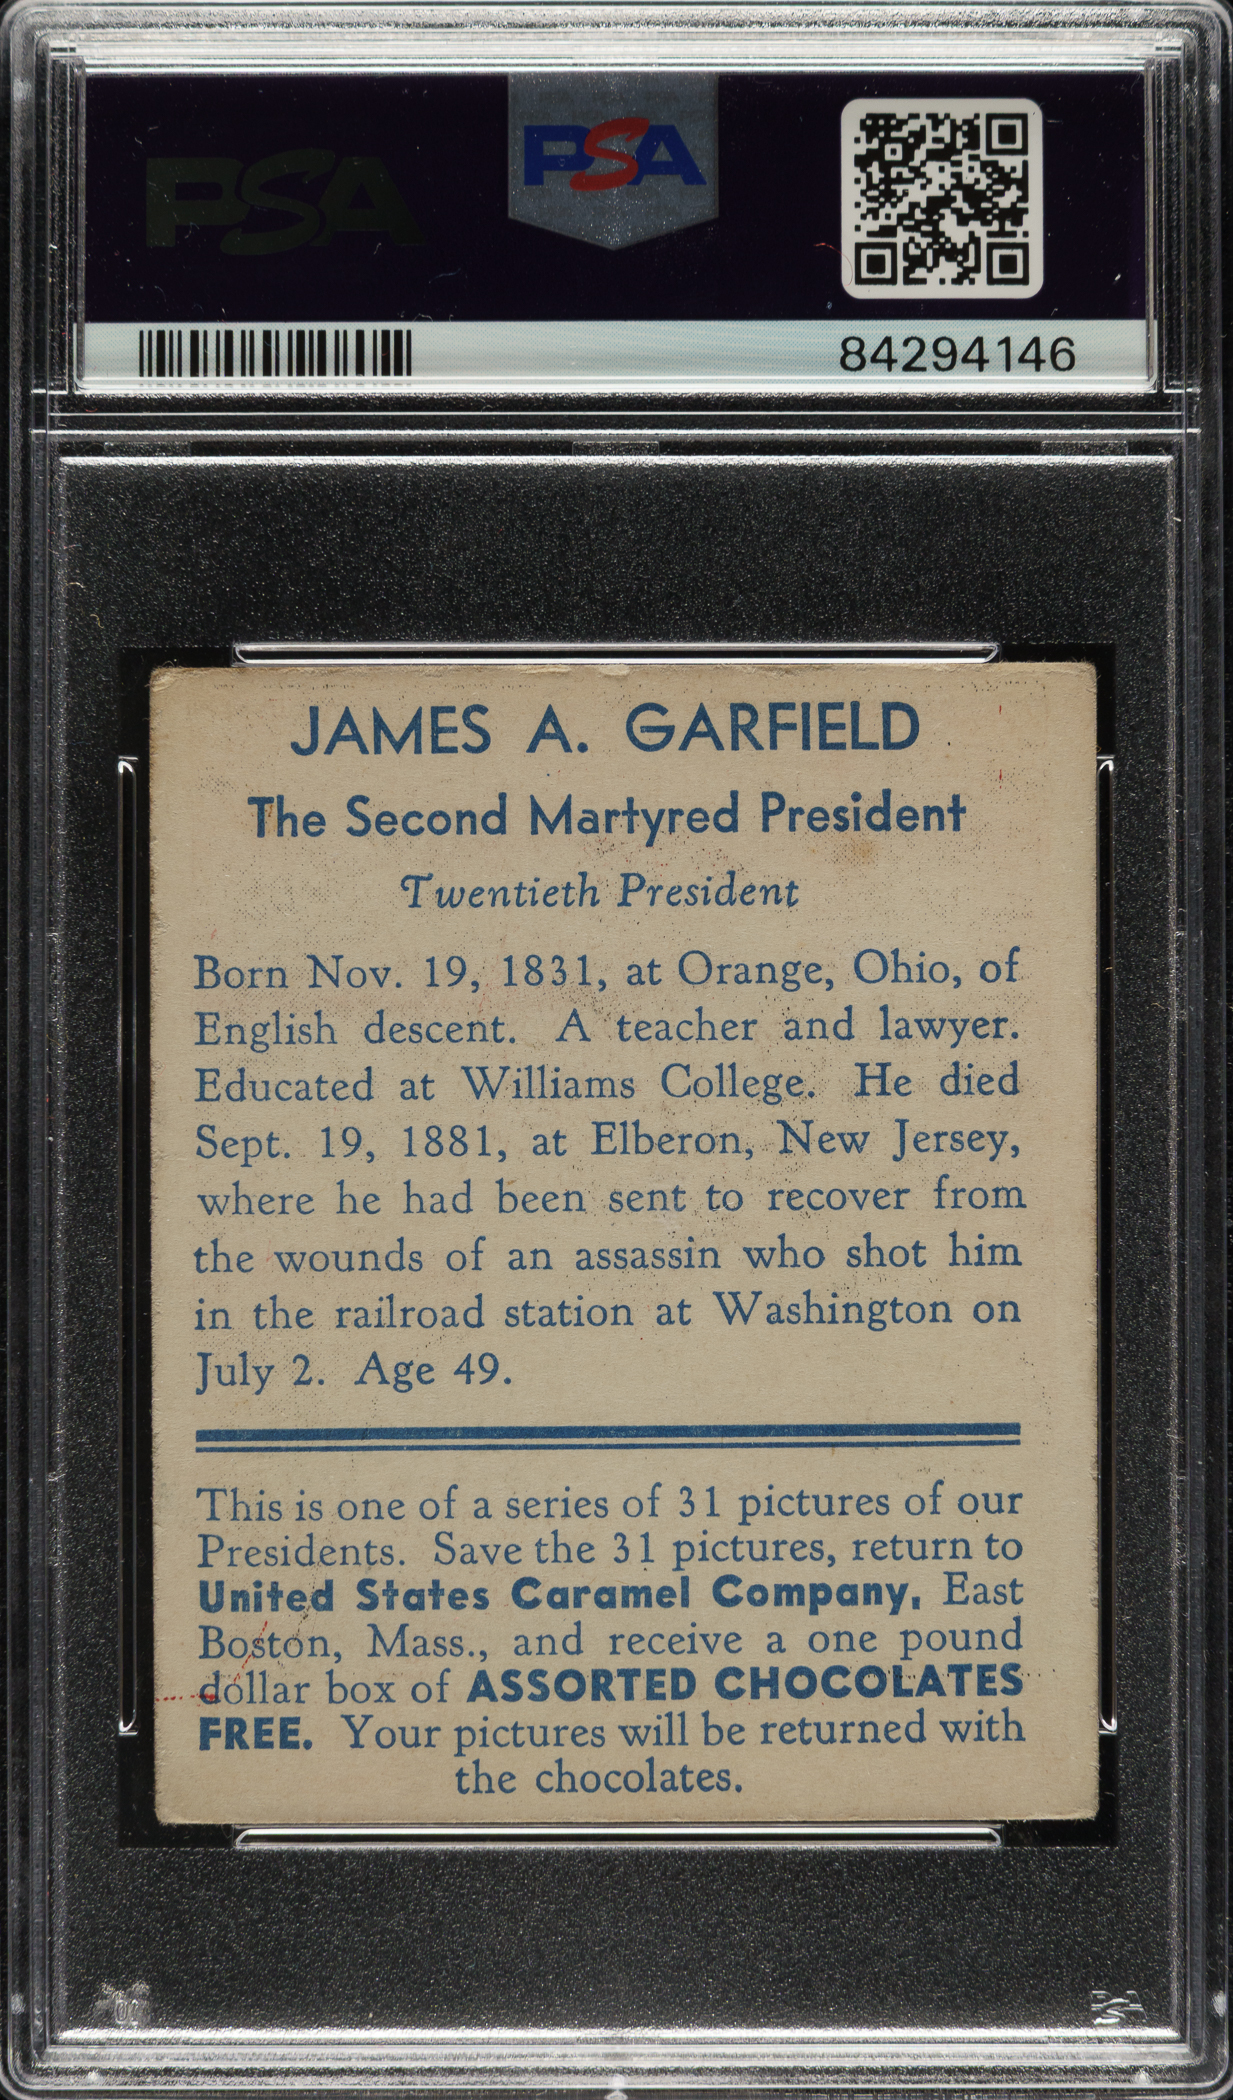 PSA
PSA
84294146
JAMES A. GARFIELD
The Second Martyred President
Twentieth President
Born Nov. 19, 1831, at Orange, Ohio, of
English descent. A teacher and lawyer.
Educated at Williams College. He died
Sept. 19, 1881, at Elberon, New Jersey,
where he had been sent to recover from
the wounds of an assassin who shot him
in the railroad station at Washington on
July 2. Age 49.
This is one of a series of 31 pictures of our
Presidents. Save the 31 pictures, return to
United States Caramel Company, East
Boston, Mass., and receive a one pound
dollar box of ASSORTED CHOCOLATES
FREE. Your pictures will be returned with
the chocolates.
PSA